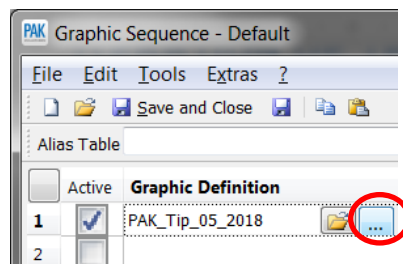 PAK Graphic Sequence - Default
File Edit Tools Extras ?
Save and Close
Alias Table
Active Graphic Definition
1 PAK_Tip_05_2018 ...
2